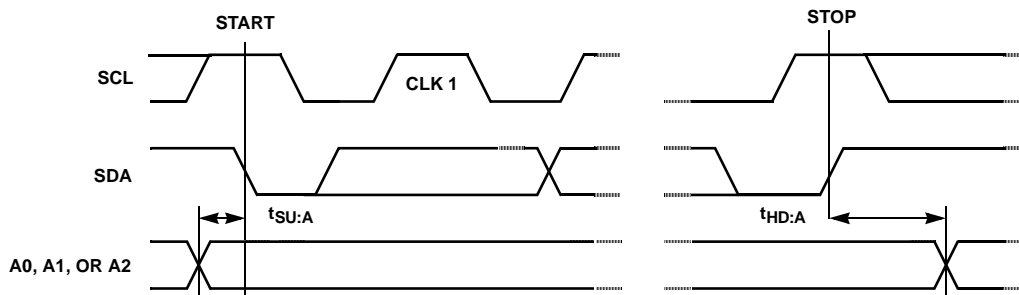 START
STOP
SCL
CLK 1
SDA
tSU:A
tHD:A
A0, A1, OR A2